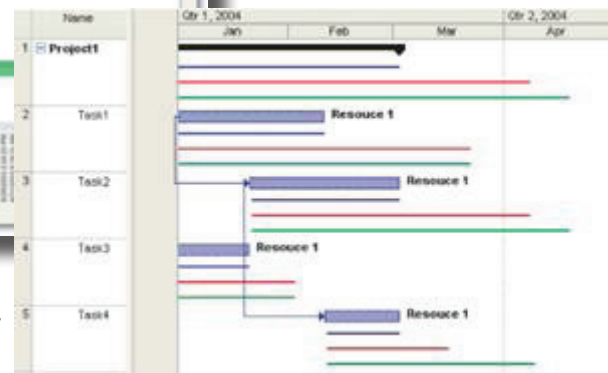 Name
Qtr 1, 2004
Qtr 2, 2004
Jan
Feb
Mar
Apr
1 Project1
2 Task1 Resouce 1
3 Task2 Resouce 1
4 Task3 Resouce 1
5 Task4 Resouce 1